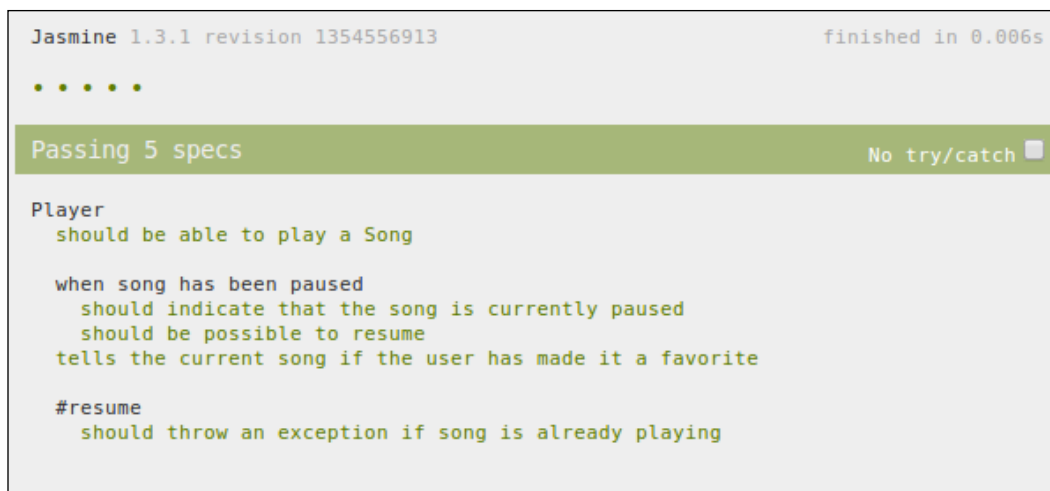 Jasmine 1.3.1 revision 1354556913 finished in 0.006s
• • • • •
Passing 5 specs No try/catch
Player
should be able to play a Song
when song has been paused
should indicate that the song is currently paused
should be possible to resume
tells the current song if the user has made it a favorite
#resume
should throw an exception if song is already playing